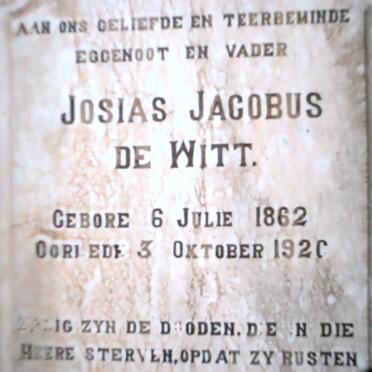 AAN ONS GELIEFDE EN TEERBEMINDE
EGGENOOT EN VADER
JOSIAS JACOBUS
DE WITT.
GEBORE 6 JULIE 1862
OORLEDE 3 OKTOBER 1920
ZALIG ZYN DE DOODEN, DIE IN DIE
HEERE STERVEN, OPDAT ZY RUSTEN